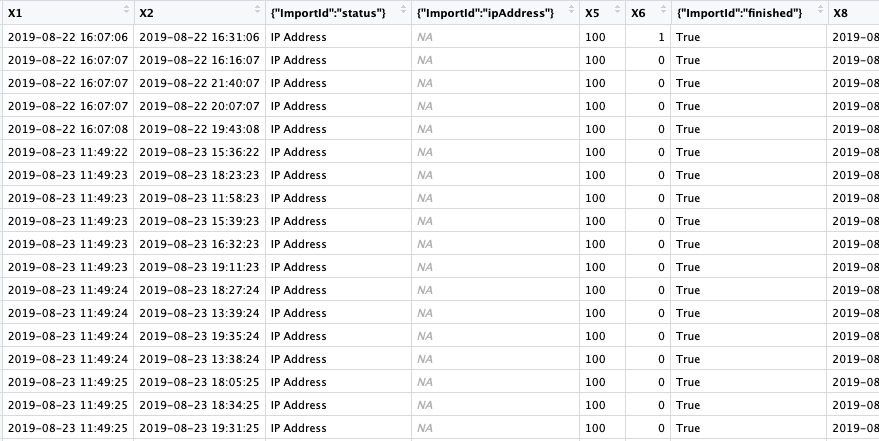 X1 X2 {"ImportId":"status"} {"ImportId":"ipAddress"} X5 X6 {"ImportId":"finished"} X8
2019-08-22 16:07:06 2019-08-22 16:31:06 IP Address NA 100 1 True 2019-08
2019-08-22 16:07:07 2019-08-22 16:16:07 IP Address NA 100 0 True 2019-08
2019-08-22 16:07:07 2019-08-22 21:40:07 IP Address NA 100 0 True 2019-08
2019-08-22 16:07:07 2019-08-22 20:07:07 IP Address NA 100 0 True 2019-08
2019-08-22 16:07:08 2019-08-22 19:43:08 IP Address NA 100 0 True 2019-08
2019-08-23 11:49:22 2019-08-23 15:36:22 IP Address NA 100 0 True 2019-08
2019-08-23 11:49:23 2019-08-23 18:23:23 IP Address NA 100 0 True 2019-08
2019-08-23 11:49:23 2019-08-23 11:58:23 IP Address NA 100 0 True 2019-08
2019-08-23 11:49:23 2019-08-23 15:39:23 IP Address NA 100 0 True 2019-08
2019-08-23 11:49:23 2019-08-23 16:32:23 IP Address NA 100 0 True 2019-08
2019-08-23 11:49:23 2019-08-23 19:11:23 IP Address NA 100 0 True 2019-08
2019-08-23 11:49:24 2019-08-23 18:27:24 IP Address NA 100 0 True 2019-08
2019-08-23 11:49:24 2019-08-23 13:39:24 IP Address NA 100 0 True 2019-08
2019-08-23 11:49:24 2019-08-23 19:35:24 IP Address NA 100 0 True 2019-08
2019-08-23 11:49:24 2019-08-23 13:38:24 IP Address NA 100 0 True 2019-08
2019-08-23 11:49:25 2019-08-23 18:05:25 IP Address NA 100 0 True 2019-08
2019-08-23 11:49:25 2019-08-23 18:34:25 IP Address NA 100 0 True 2019-08
2019-08-23 11:49:25 2019-08-23 19:31:25 IP Address NA 100 0 True 2019-08